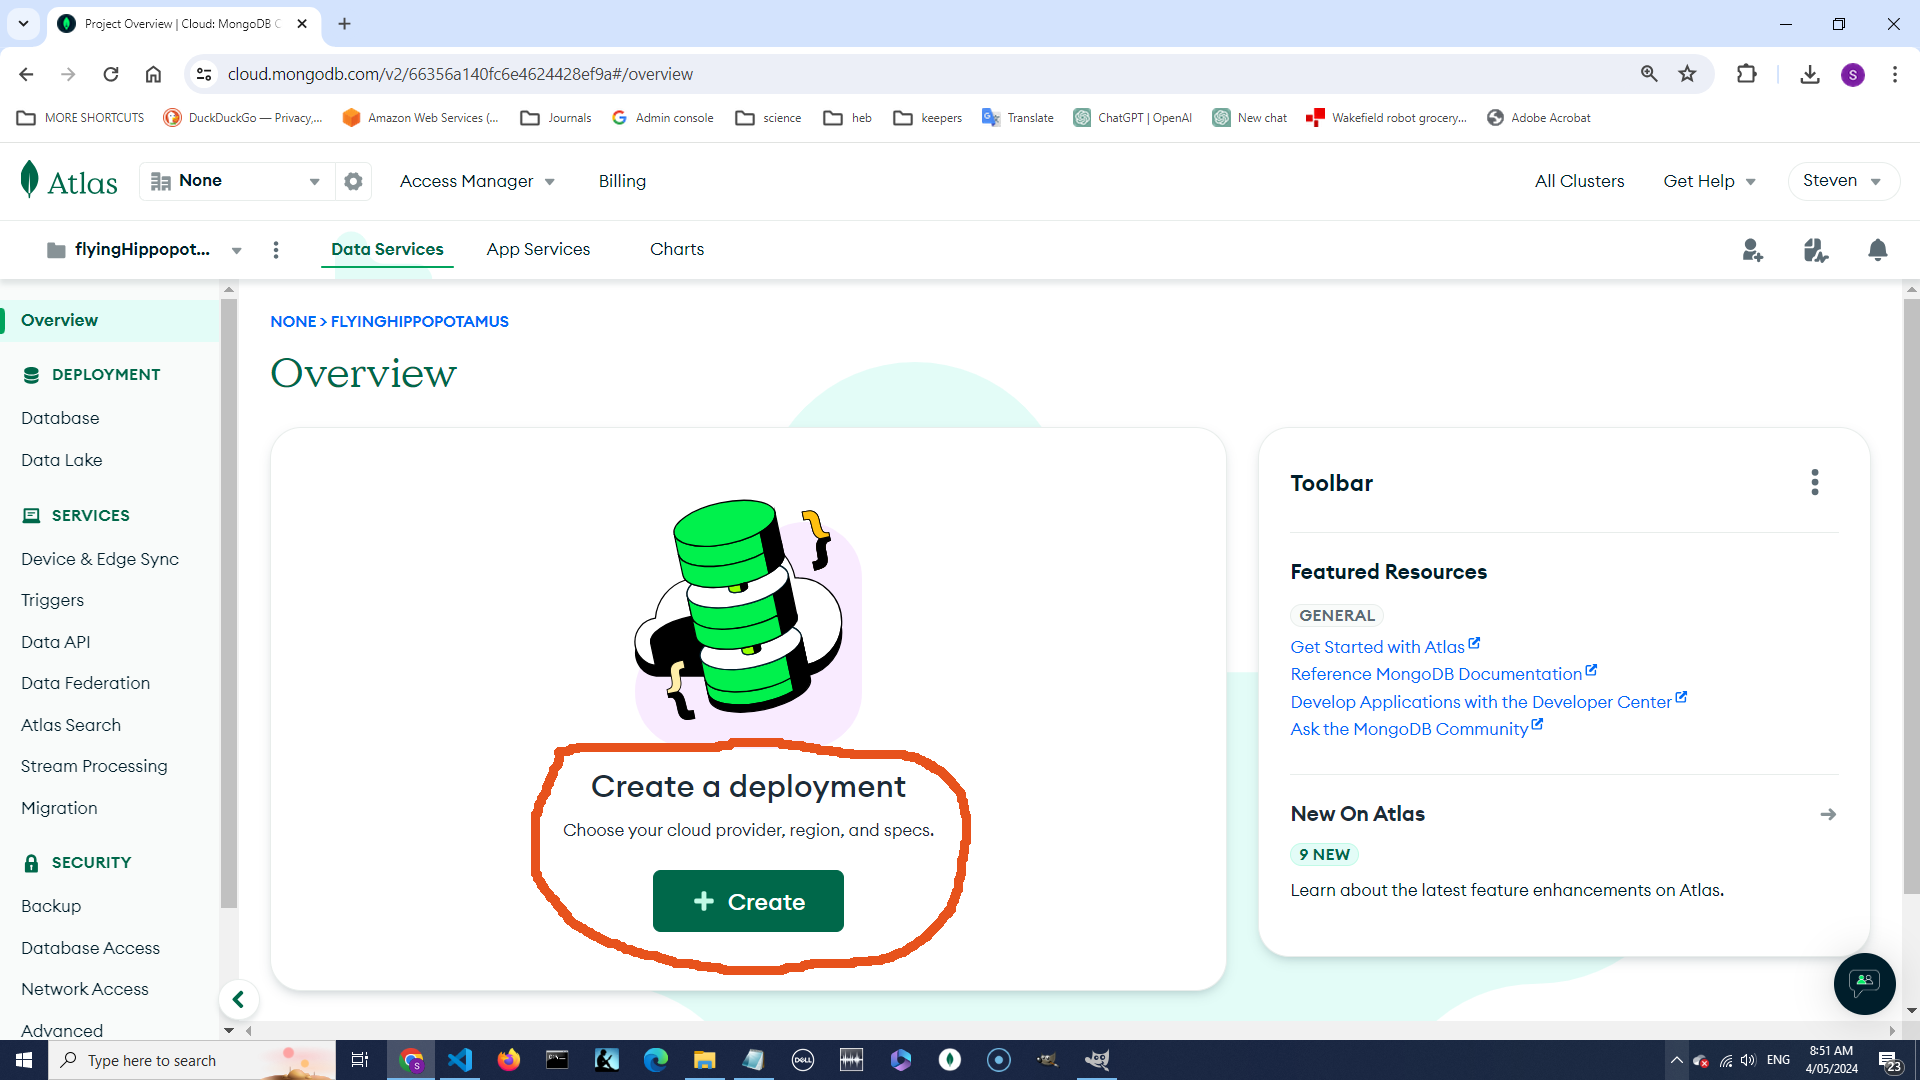 Project Overview | Cloud: MongoDB C
cloud.mongodb.com/v2/66356a140fc6e4624428ef9a#/overview
S
MORE SHORTCUTS
DuckDuckGo — Privacy,...
Amazon Web Services (...
Journals
Admin console
science
heb
keepers
Translate
ChatGPT | OpenAI
New chat
Wakefield robot grocery...
Adobe Acrobat
Atlas
None
Access Manager
Billing
All Clusters
Get Help
Steven
flyingHippopot...
Data Services
App Services
Charts
Overview
DEPLOYMENT
Database
Data Lake
SERVICES
Device & Edge Sync
Triggers
Data API
Data Federation
Atlas Search
Stream Processing
Migration
SECURITY
Backup
Database Access
Network Access
Advanced
NONE > FLYINGHIPPOPOTAMUS
Overview
Create a deployment
Choose your cloud provider, region, and specs.
+ Create
Toolbar
Featured Resources
GENERAL
Get Started with Atlas
Reference MongoDB Documentation
Develop Applications with the Developer Center
Ask the MongoDB Community
New On Atlas
9 NEW
Learn about the latest feature enhancements on Atlas.
Type here to search
S
DELL
ENG
8:51 AM
4/05/2024
23